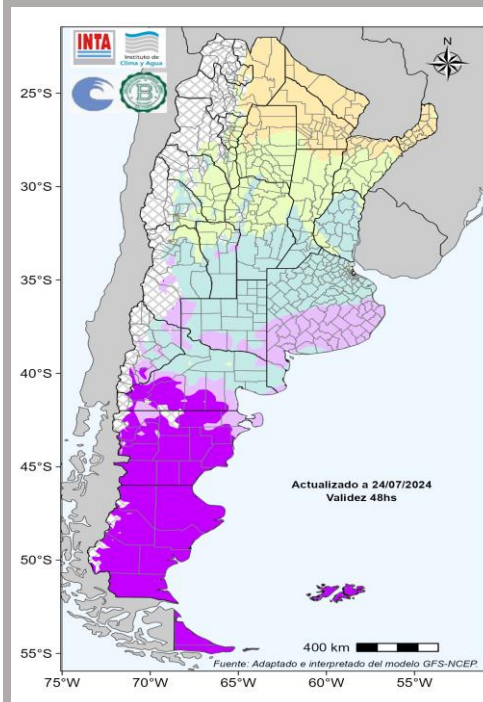 INTA
Instituto de
Clima y Agua
B
N
25°S
30°S
35°S
40°S
45°S
50°S
55°S
Actualizado a 24/07/2024
Validez 48hs
400 km
Fuente: Adaptado e interpretado del modelo GFS-NCEP.
75°W
70°W
65°W
60°W
55°W